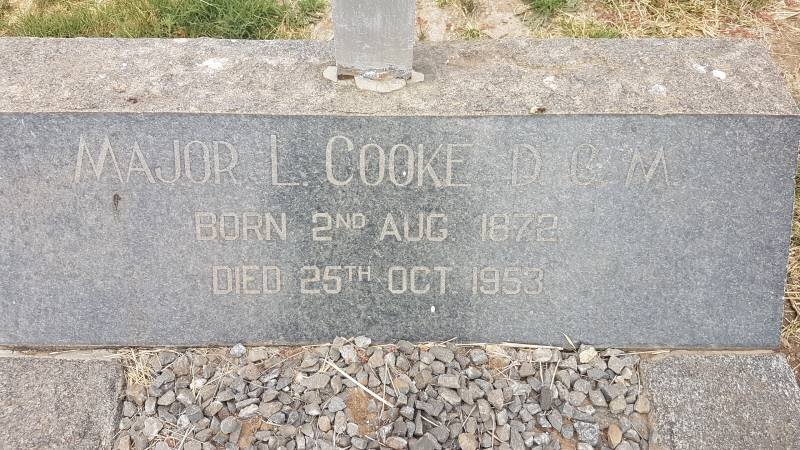 MAJOR L. COOKE D.C.M.
BORN 2ND AUG 1872
DIED 25TH OCT 1953